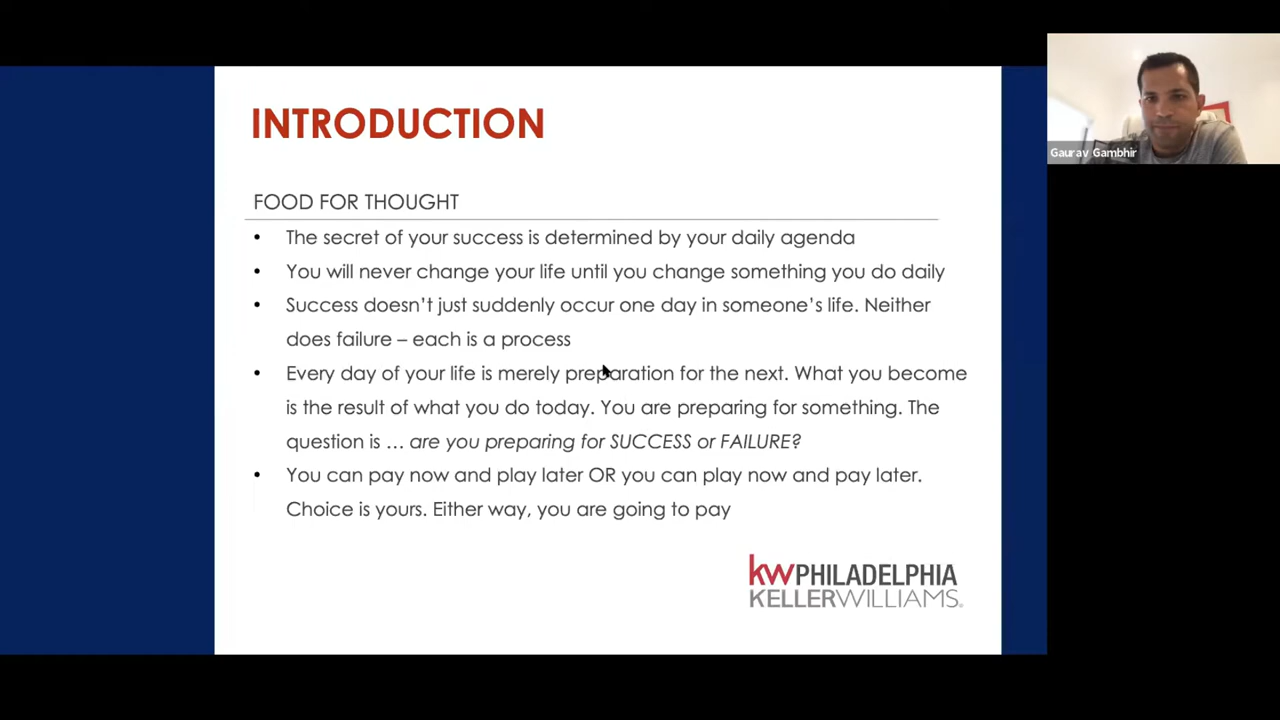 INTRODUCTION
FOOD FOR THOUGHT
• The secret of your success is determined by your daily agenda
• You will never change your life until you change something you do daily
• Success doesn’t just suddenly occur one day in someone’s life. Neither
does failure – each is a process
• Every day of your life is merely preparation for the next. What you become
is the result of what you do today. You are preparing for something. The
question is … are you preparing for SUCCESS or FAILURE?
• You can pay now and play later OR you can play now and pay later.
Choice is yours. Either way, you are going to pay
kwPHILADELPHIA
KELLERWILLIAMS®
Gaurav Gambhir